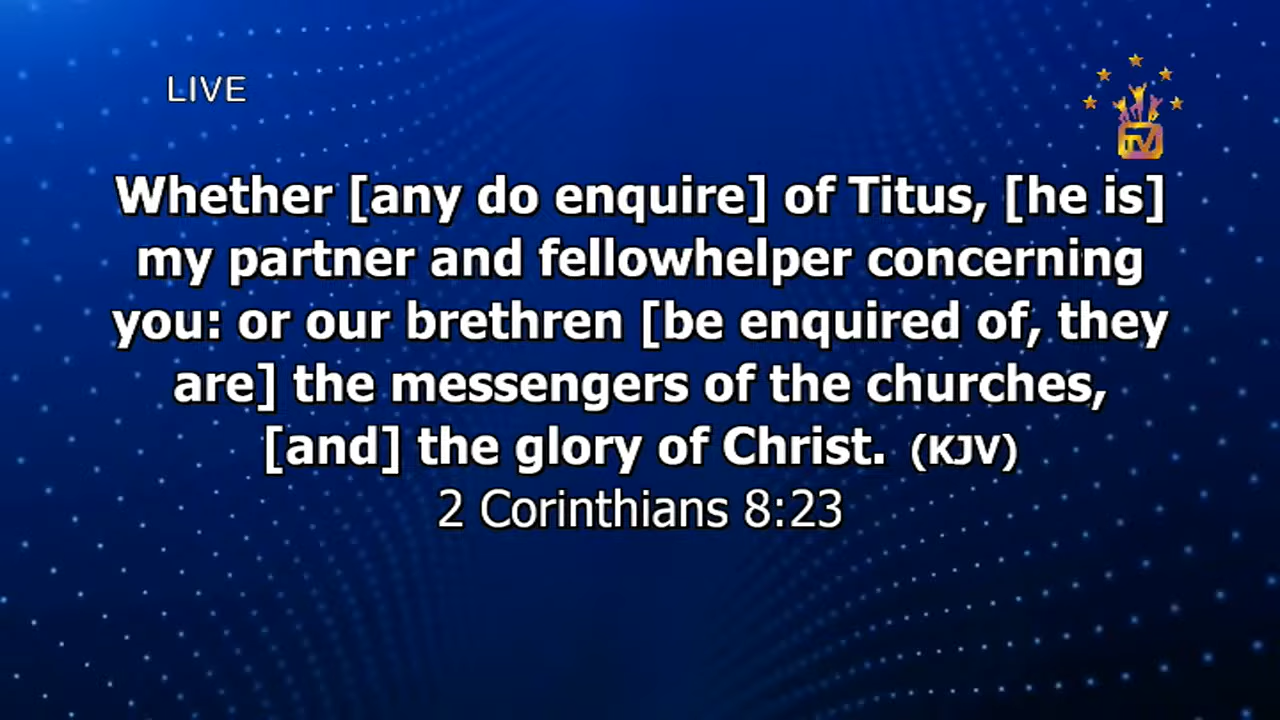 LIVE
TV
Whether [any do enquire] of Titus, [he is]
my partner and fellowhelper concerning
you: or our brethren [be enquired of, they
are] the messengers of the churches,
[and] the glory of Christ. (KJV)
2 Corinthians 8:23